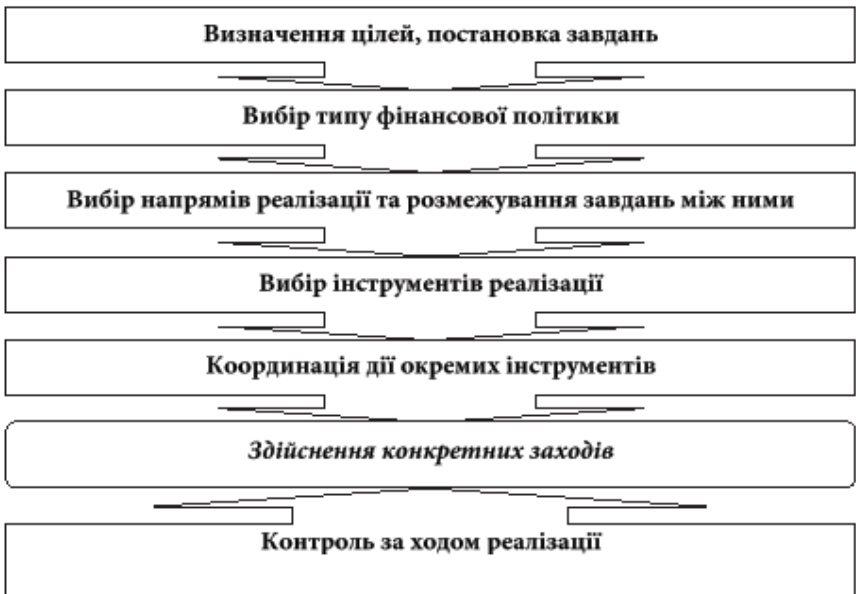 Визначення цілей, постановка завдань
Вибір типу фінансової політики
Вибір напрямів реалізації та розмежування завдань між ними
Вибір інструментів реалізації
Координація дії окремих інструментів
Здійснення конкретних заходів
Контроль за ходом реалізації